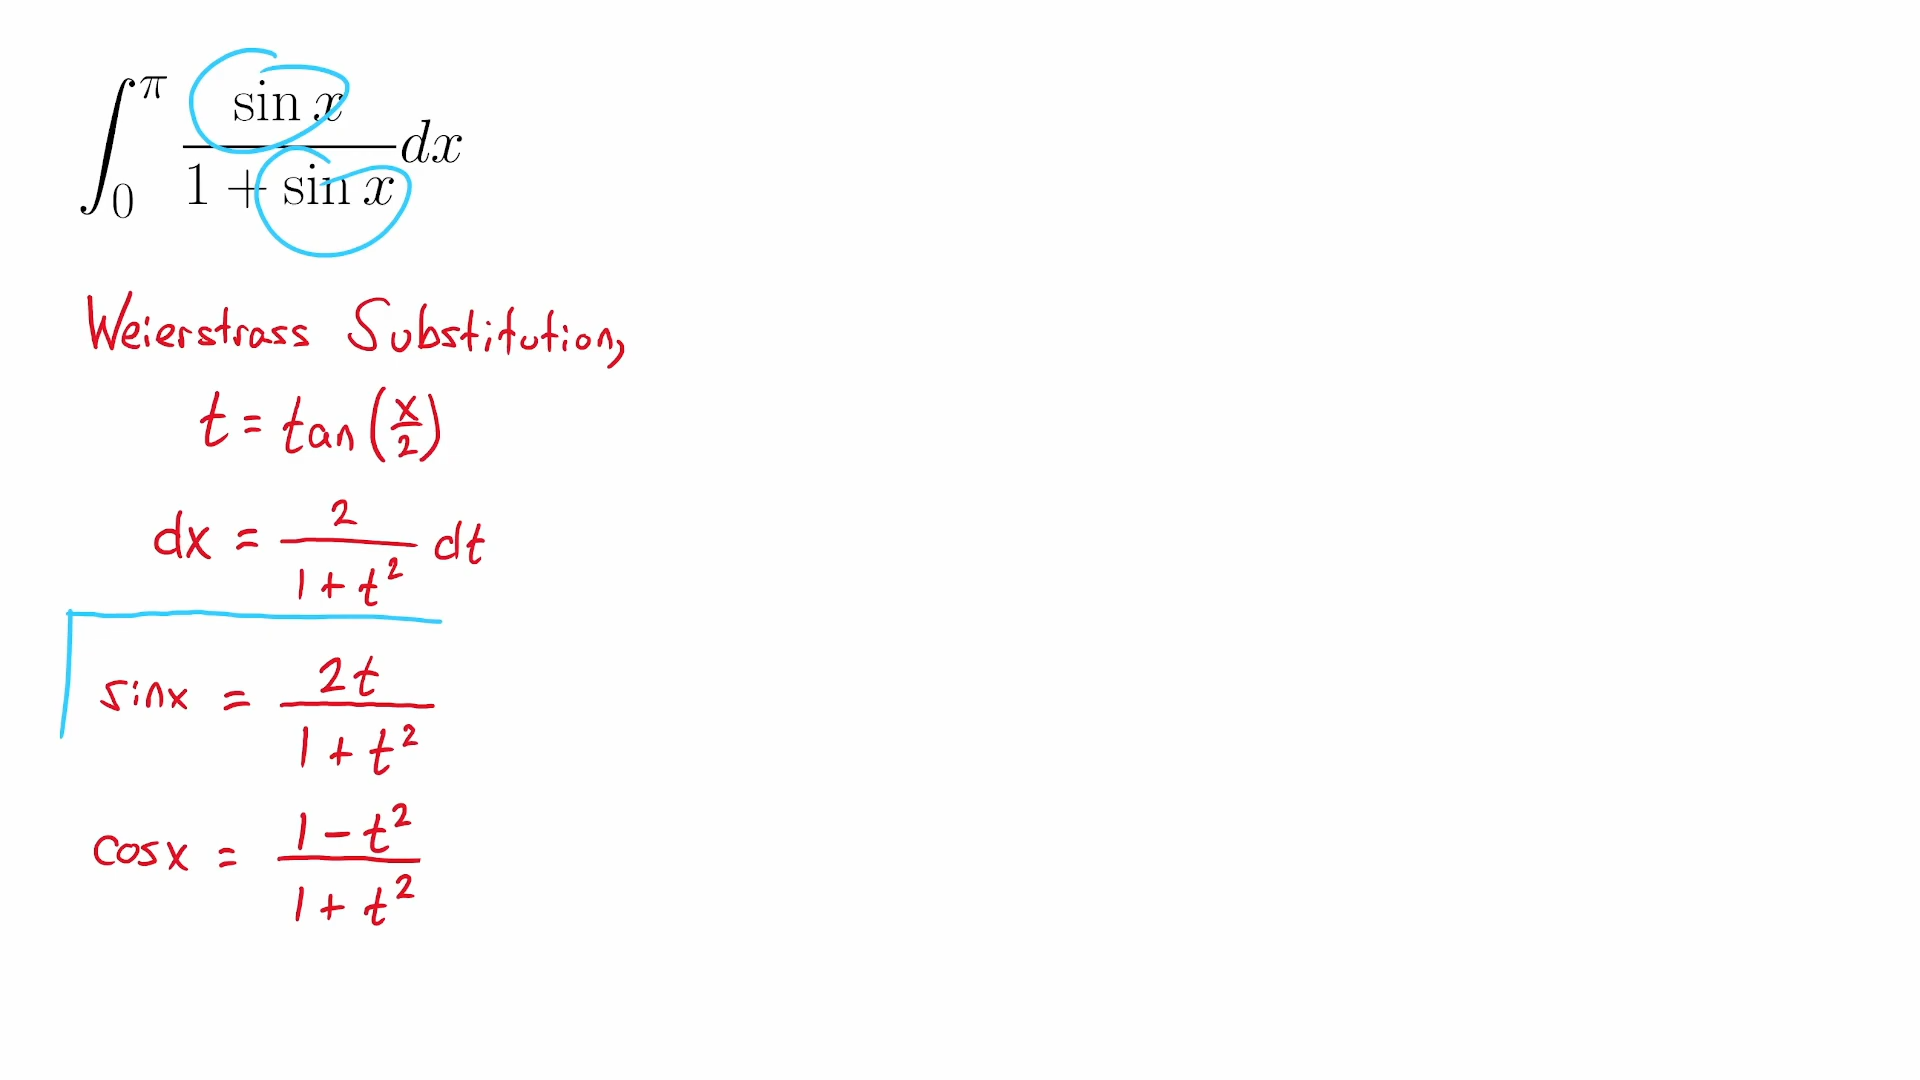 ∫₀^π (sin x)/(1 + sin x) dx
Weierstrass Substitution,
t = tan(x/2)
dx = 2/(1 + t²) dt
sinx = 2t/(1 + t²)
cosx = (1 − t²)/(1 + t²)